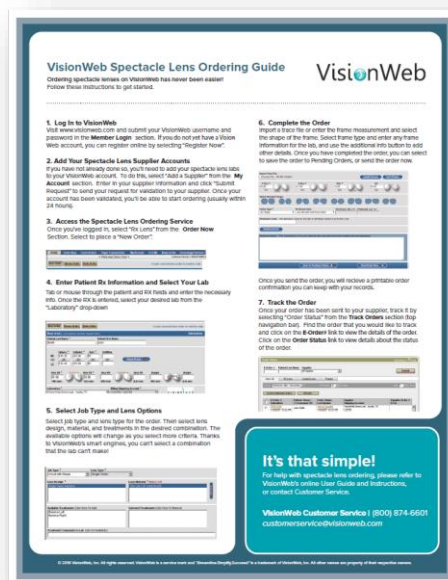 VisionWeb Spectacle Lens Ordering Guide
Ordering spectacle lenses on VisionWeb has never been easier!
Follow these instructions to get started.
VisionWeb
1. Log In to VisionWeb
Visit www.visionweb.com and submit your VisionWeb username and
password in the Member Login section. If you do not yet have a Vision
Web account, you can register online by selecting "Register Now".
2. Add Your Spectacle Lens Supplier Accounts
If you have not already done so, you'll need to add your spectacle lens labs
to your VisionWeb account. To do this, select "Add a Supplier" from the My
Account section. Enter in your supplier information and click "Submit
Request" to send your request for validation to your supplier. Once your
account has been validated, you'll be able to start ordering (usually within
24 hours).
3. Access the Spectacle Lens Ordering Service
Once you've logged in, select "Rx Lens" from the Order Now
Section. Select to place a "New Order".
4. Enter Patient Rx Information and Select Your Lab
Tab or mouse through the patient and RX fields and enter the necessary
info. Once the RX is entered, select your desired lab from the
"Laboratory" drop-down
5. Select Job Type and Lens Options
Select job type and lens type for the order. Then select lens
design, material, and treatments in the desired combination. The
available options will change as you select more criteria. Thanks
to VisionWeb's smart engines, you can't select a combination
that the lab can't make!
6. Complete the Order
Import a trace file or enter the frame measurement and select
the shape of the frame. Select frame type and enter any frame
information for the lab, and use the additional info button to add
other details. Once you have completed the order, you can select
to save the order to Pending Orders, or send the order now.
Once you send the order, you will recieve a printable order
confirmation you can keep with your records.
7. Track the Order
Once your order has been sent to your supplier, track it by
selecting "Order Status" from the Track Orders section (top
navigation bar). Find the order that you would like to track
and click on the E-Order# link to view the details of the order.
Click on the Order Status link to view details about the status
of the order.
It's that simple!
For help with spectacle lens ordering, please refer to
VisionWeb's online User Guide and Instructions,
or contact Customer Service.
VisionWeb Customer Service | (800) 874-6601
customerservice@visionweb.com